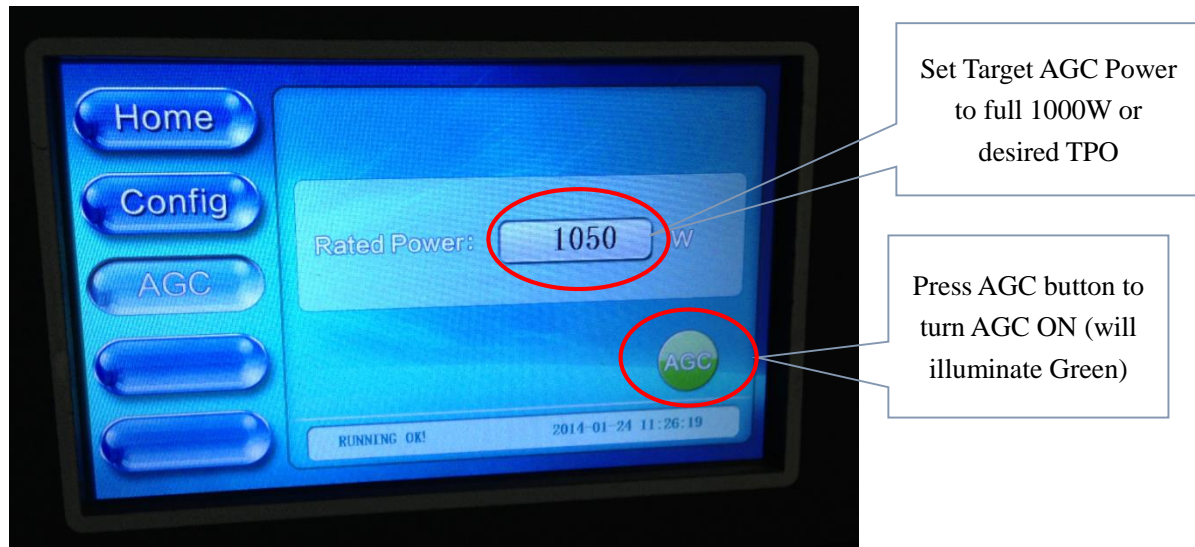 Home
Config
AGC
Rated Power: 1050 W
AGC
RUNNING OK! 2014-01-24 11:26:19
Set Target AGC Power
to full 1000W or
desired TPO
Press AGC button to
turn AGC ON (will
illuminate Green)